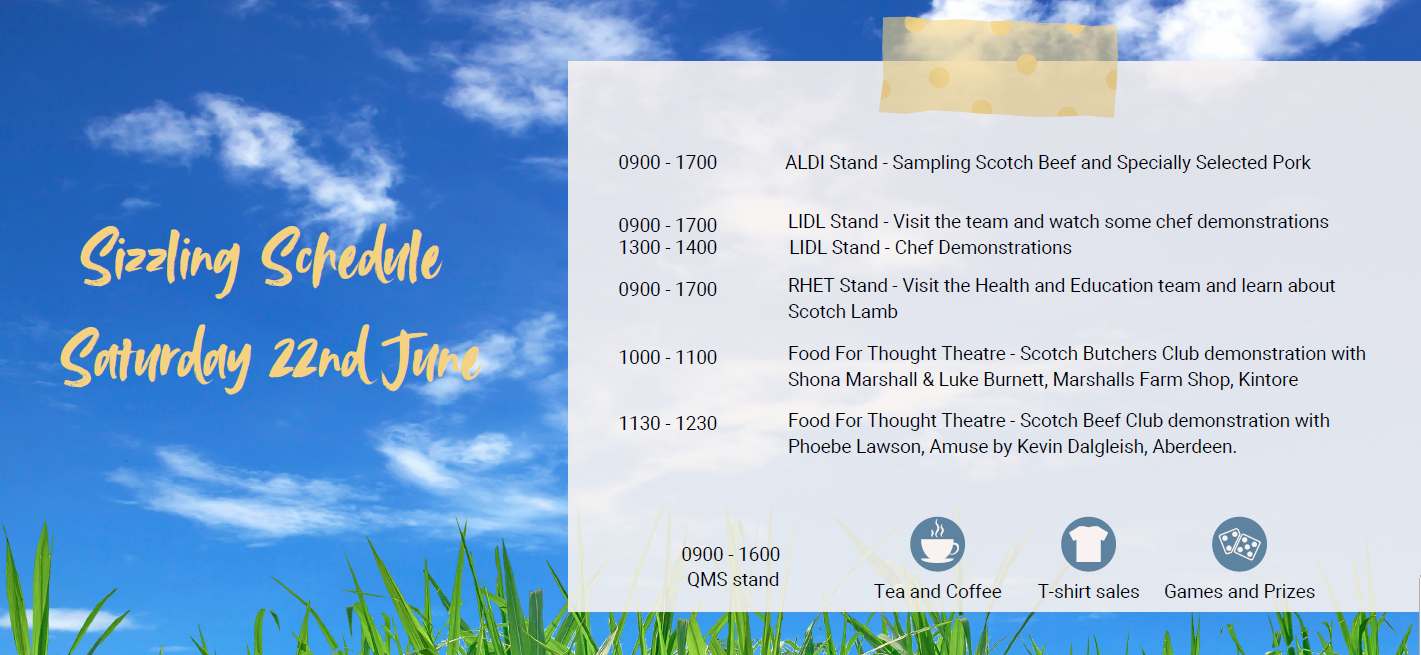 Sizzling Schedule
Saturday 22nd June
0900 - 1700 ALDI Stand - Sampling Scotch Beef and Specially Selected Pork
0900 - 1700 LIDL Stand - Visit the team and watch some chef demonstrations
1300 - 1400 LIDL Stand - Chef Demonstrations
0900 - 1700 RHET Stand - Visit the Health and Education team and learn about
Scotch Lamb
1000 - 1100 Food For Thought Theatre - Scotch Butchers Club demonstration with
Shona Marshall & Luke Burnett, Marshalls Farm Shop, Kintore
1130 - 1230 Food For Thought Theatre - Scotch Beef Club demonstration with
Phoebe Lawson, Amuse by Kevin Dalgleish, Aberdeen.
0900 - 1600
QMS stand
Tea and Coffee T-shirt sales Games and Prizes